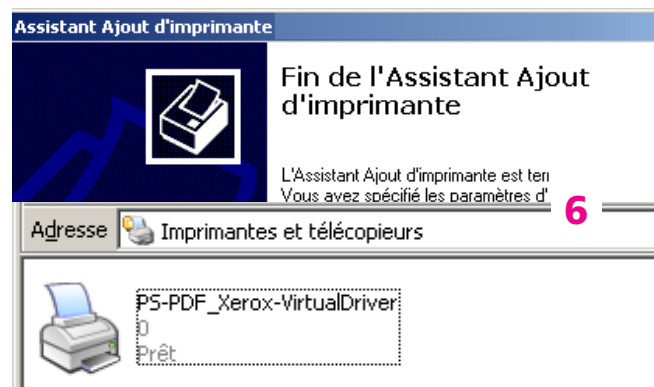 Assistant Ajout d'imprimante
Fin de l'Assistant Ajout
d'imprimante
L'Assistant Ajout d'imprimante est
Vous avez spécifié les paramètres d'
6
Adresse Imprimantes et télécopieurs
PS-PDF_Xerox-VirtualDriver
0
Prêt